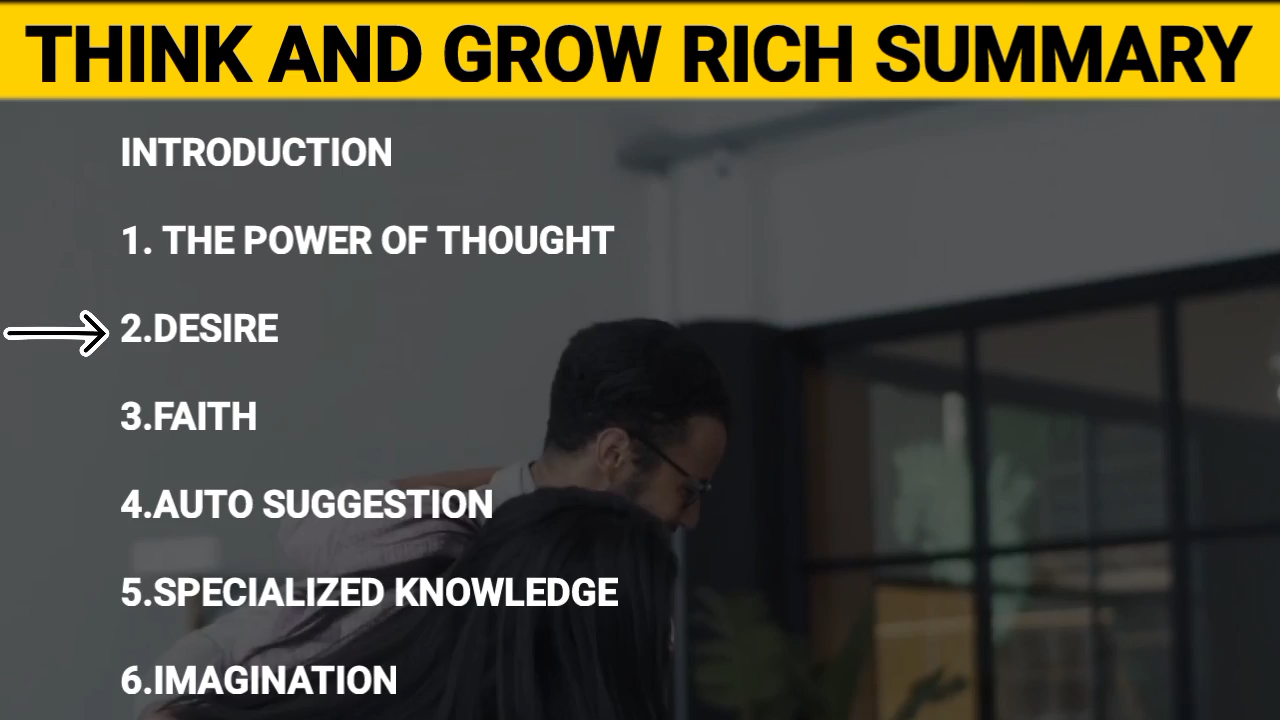 THINK AND GROW RICH SUMMARY
INTRODUCTION
1. THE POWER OF THOUGHT
2.DESIRE
3.FAITH
4.AUTO SUGGESTION
5.SPECIALIZED KNOWLEDGE
6.IMAGINATION